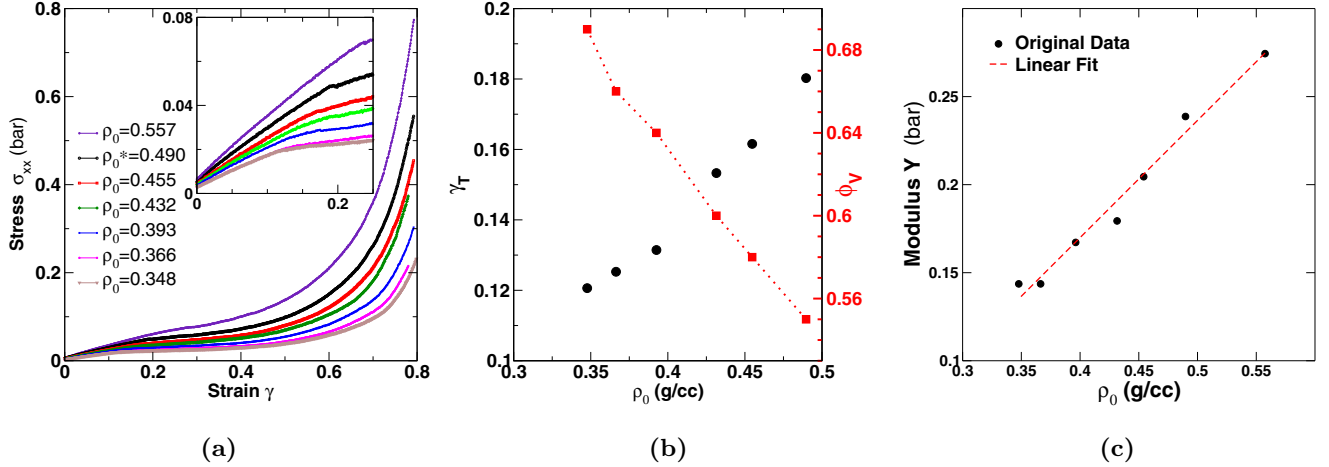 0.8
0.6
0.4
0.2
0
Stress σxx (bar)
0.08
0.04
0
0
0.2
ρ0=0.557
ρ0*=0.490
ρ0=0.455
ρ0=0.432
ρ0=0.393
ρ0=0.366
ρ0=0.348
0 0.2 0.4 0.6 0.8
Strain γ
(a)
0.2
0.18
0.16
0.14
0.12
0.1
γT
0.68
0.64
0.6
0.56
ϕV
0.3 0.35 0.4 0.45 0.5
ρ0 (g/cc)
(b)
Original Data
Linear Fit
0.25
0.2
0.15
0.1
Modulus Y (bar)
0.3 0.35 0.4 0.45 0.5 0.55
ρ0 (g/cc)
(c)